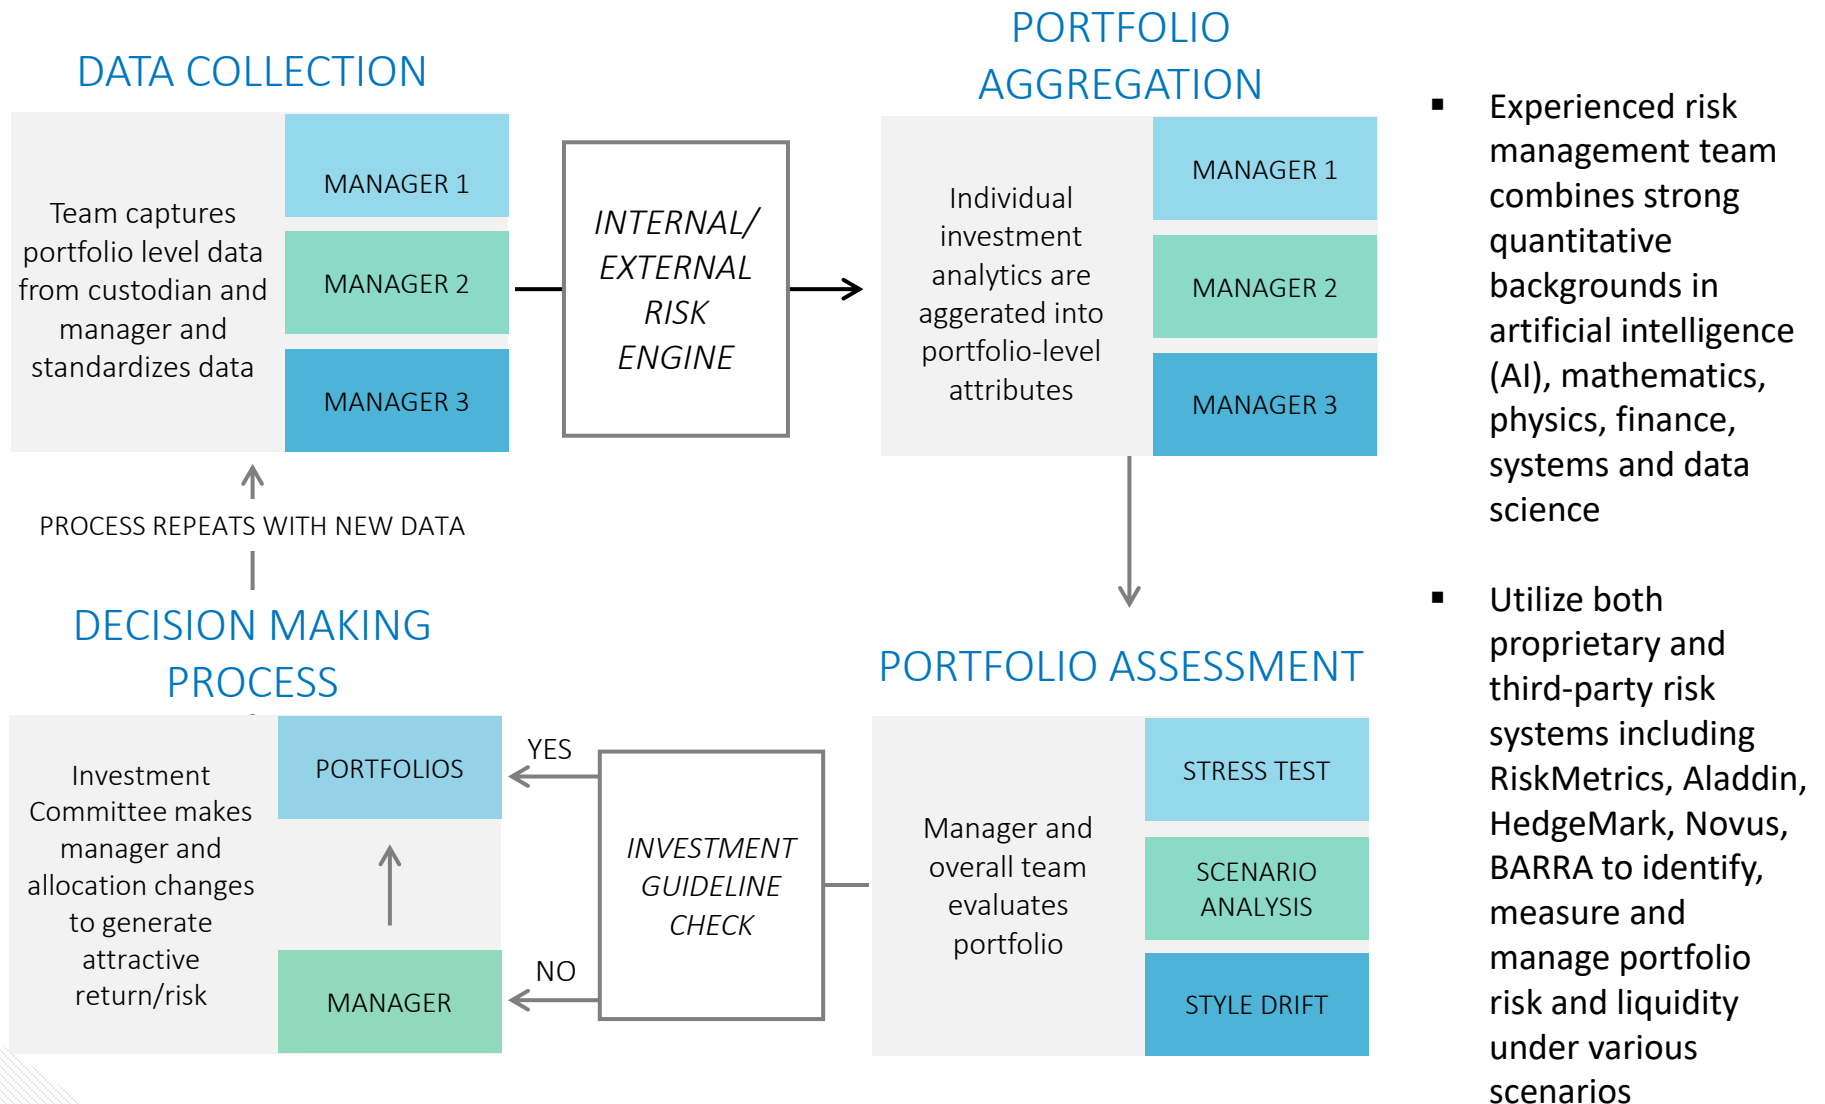 DATA COLLECTION
Team captures
portfolio level data
from custodian and
manager and
standardizes data
MANAGER 1
MANAGER 2
MANAGER 3
INTERNAL/
EXTERNAL
RISK
ENGINE
PORTFOLIO
AGGREGATION
Individual
investment
analytics are
aggerated into
portfolio-level
attributes
MANAGER 1
MANAGER 2
MANAGER 3
PROCESS REPEATS WITH NEW DATA
DECISION MAKING
PROCESS
Investment
Committee makes
manager and
allocation changes
to generate
attractive
return/risk
PORTFOLIOS
MANAGER
YES
NO
INVESTMENT
GUIDELINE
CHECK
PORTFOLIO ASSESSMENT
Manager and
overall team
evaluates
portfolio
STRESS TEST
SCENARIO
ANALYSIS
STYLE DRIFT
▪ Experienced risk
management team
combines strong
quantitative
backgrounds in
artificial intelligence
(AI), mathematics,
physics, finance,
systems and data
science
▪ Utilize both
proprietary and
third-party risk
systems including
RiskMetrics, Aladdin,
HedgeMark, Novus,
BARRA to identify,
measure and
manage portfolio
risk and liquidity
under various
scenarios